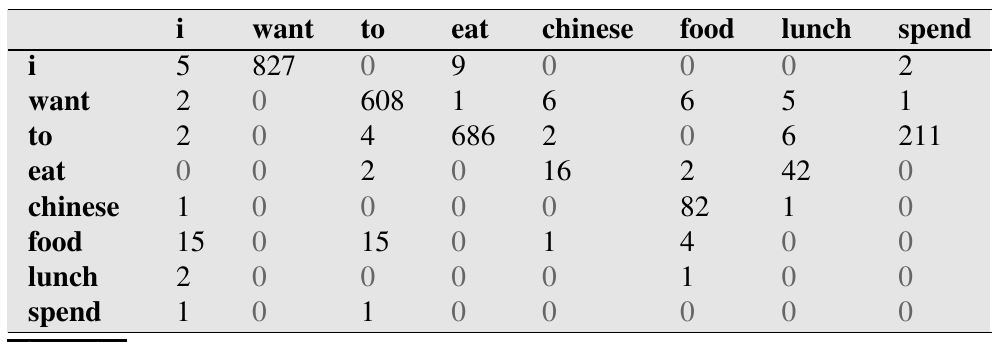 i want to eat chinese food lunch spend
i 5 827 0 9 0 0 0 2
want 2 0 608 1 6 6 5 1
to 2 0 4 686 2 0 6 211
eat 0 0 2 0 16 2 42 0
chinese 1 0 0 0 0 82 1 0
food 15 0 15 0 1 4 0 0
lunch 2 0 0 0 0 1 0 0
spend 1 0 1 0 0 0 0 0